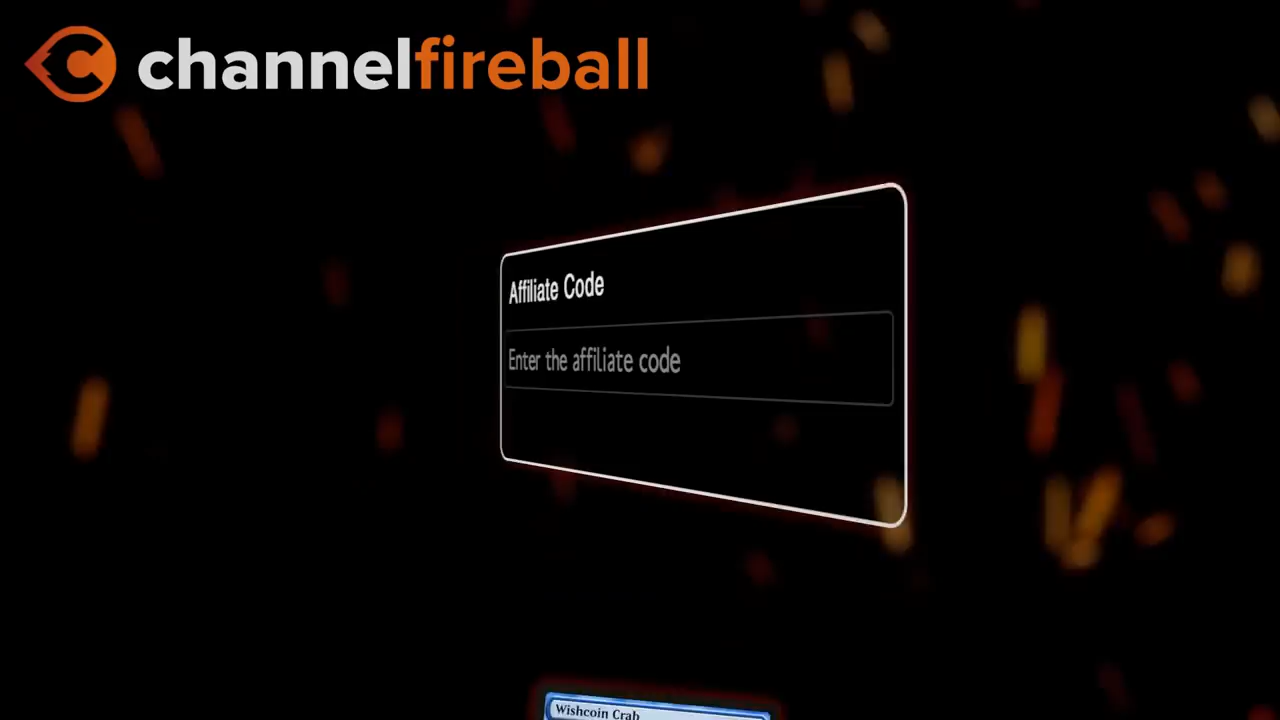 channelfireball
Affiliate Code
Enter the affiliate code
Wishcoin Crab